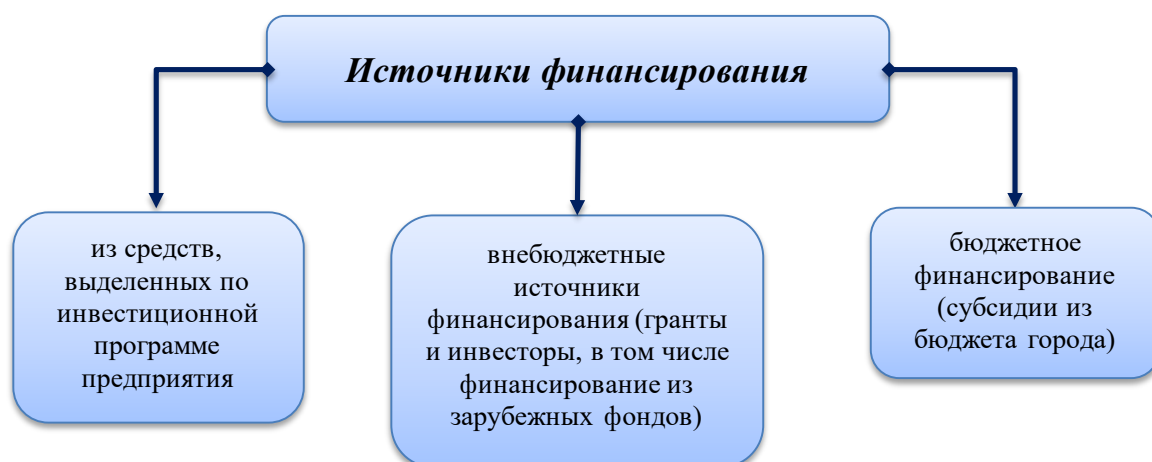 Источники финансирования
из средств,
выделенных по
инвестиционной
программе
предприятия
внебюджетные
источники
финансирования (гранты
и инвесторы, в том числе
финансирование из
зарубежных фондов)
бюджетное
финансирование
(субсидии из
бюджета города)